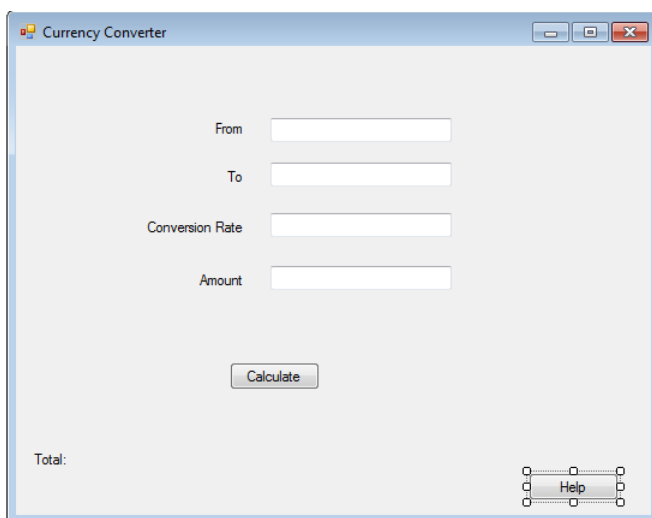 Currency Converter
From
To
Conversion Rate
Amount
Calculate
Total:
Help